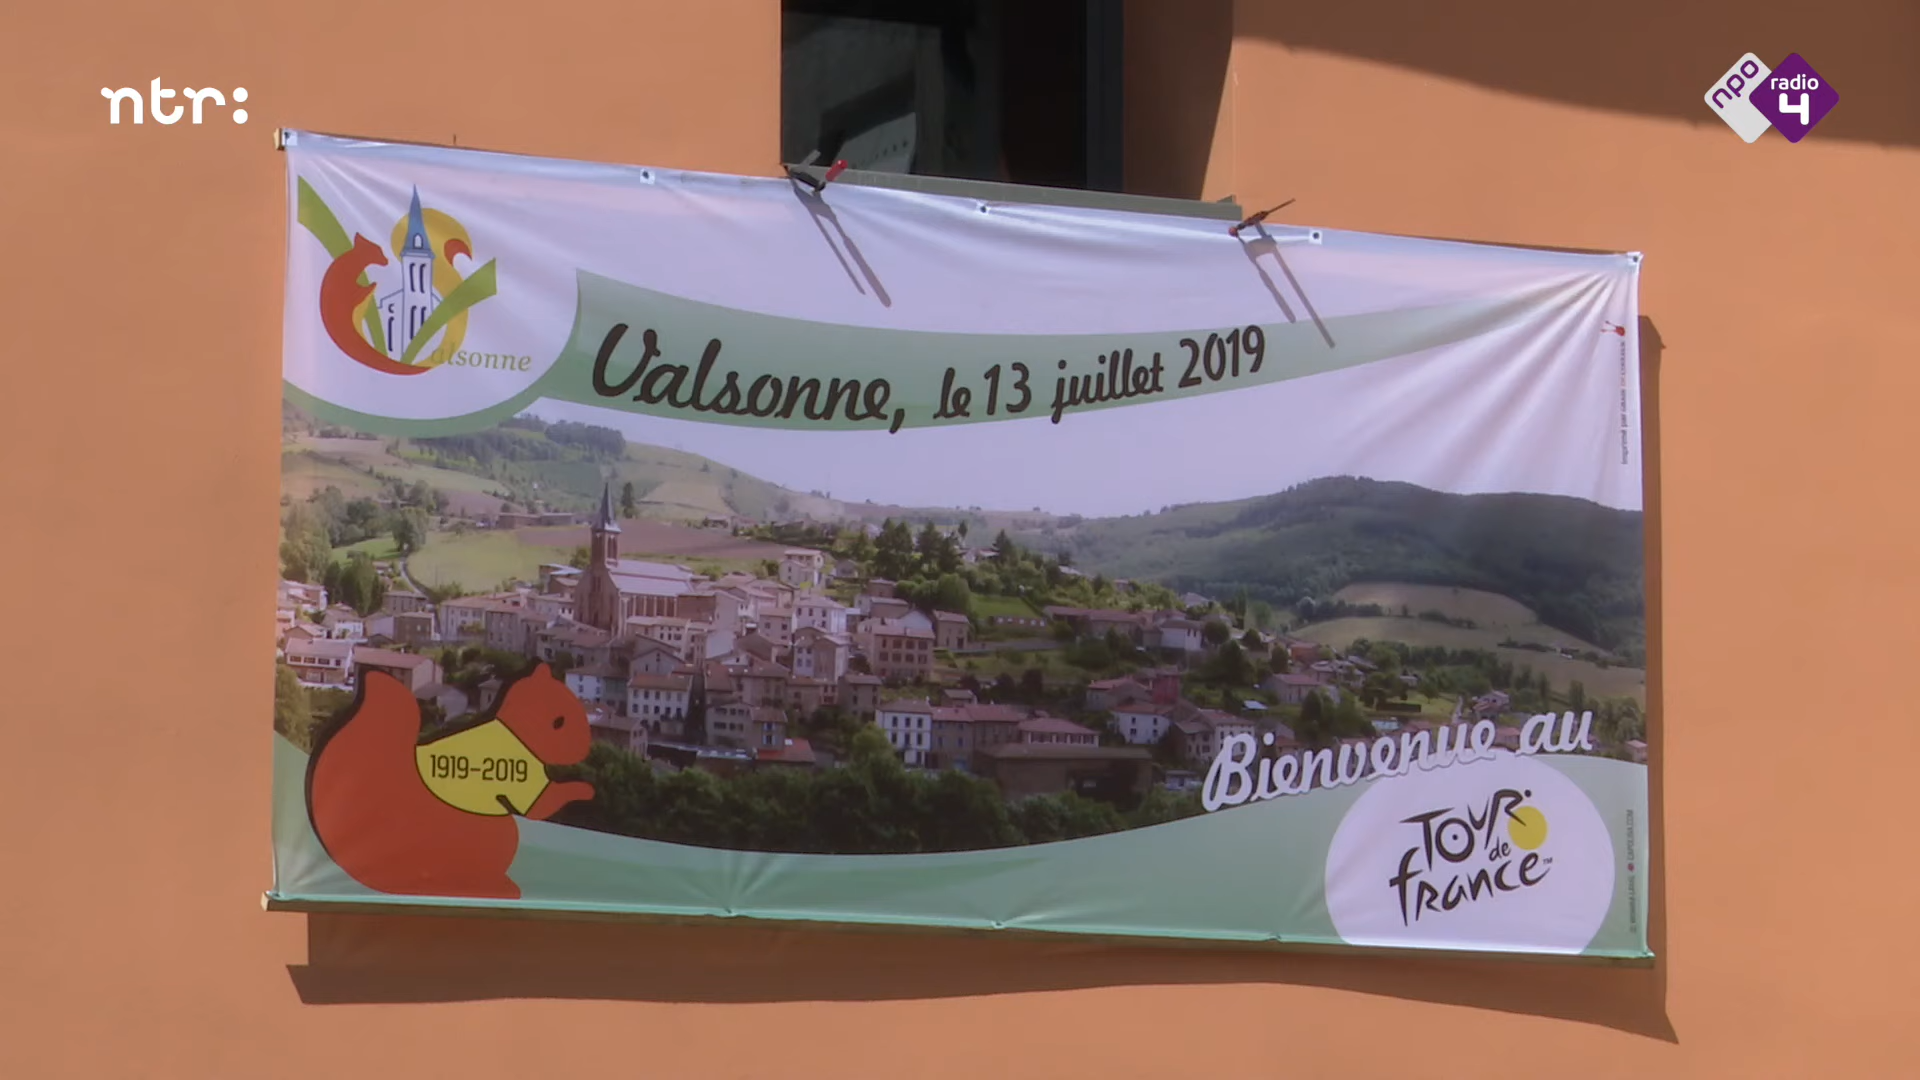 ntr:
npo
radio
4
alsonne
Valsonne, le 13 juillet 2019
1919-2019
Bienvenue au
TOUR
de
france